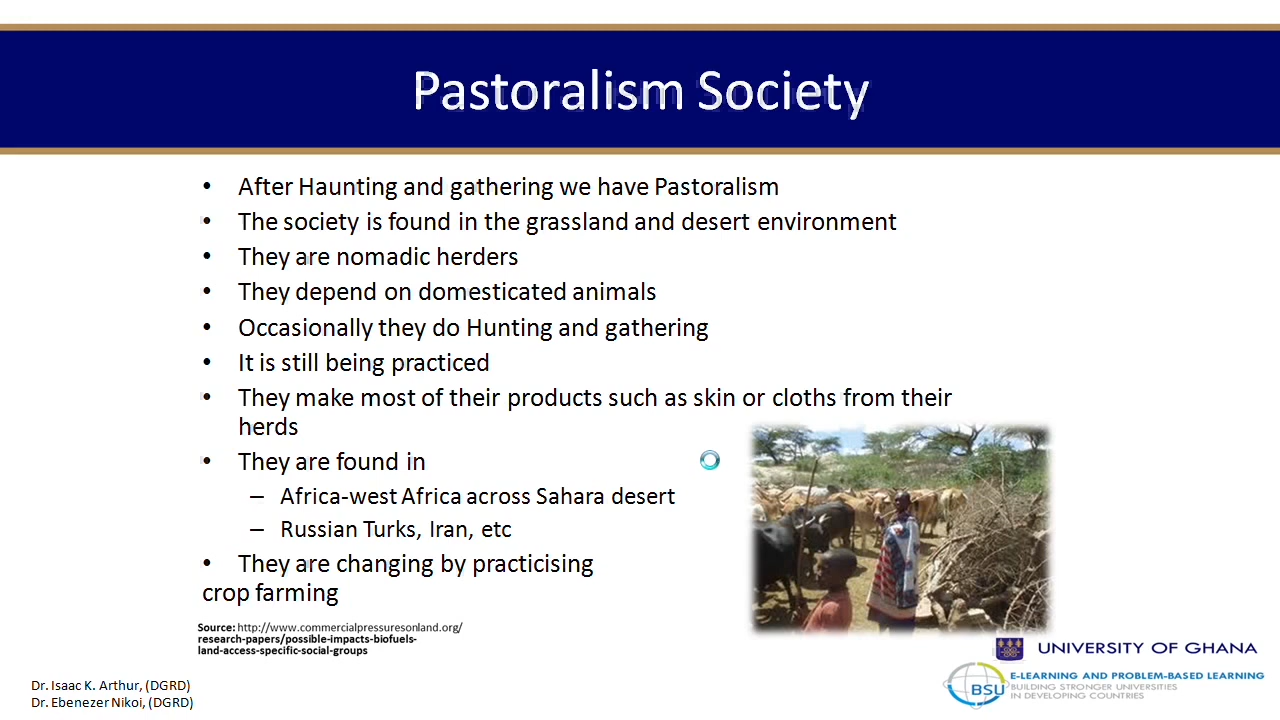 Pastoralism Society
• After Haunting and gathering we have Pastoralism
• The society is found in the grassland and desert environment
• They are nomadic herders
• They depend on domesticated animals
• Occasionally they do Hunting and gathering
• It is still being practiced
• They make most of their products such as skin or cloths from their
herds
• They are found in
– Africa-west Africa across Sahara desert
– Russian Turks, Iran, etc
• They are changing by practicising
crop farming
Source: http://www.commercialpressuresonland.org/
research-papers/possible-impacts-biofuels-
land-access-specific-social-groups
Dr. Isaac K. Arthur, (DGRD)
Dr. Ebenezer Nikoi, (DGRD)
UNIVERSITY OF GHANA
BSU
E-LEARNING AND PROBLEM-BASED LEARNING
BUILDING STRONGER UNIVERSITIES
IN DEVELOPING COUNTRIES